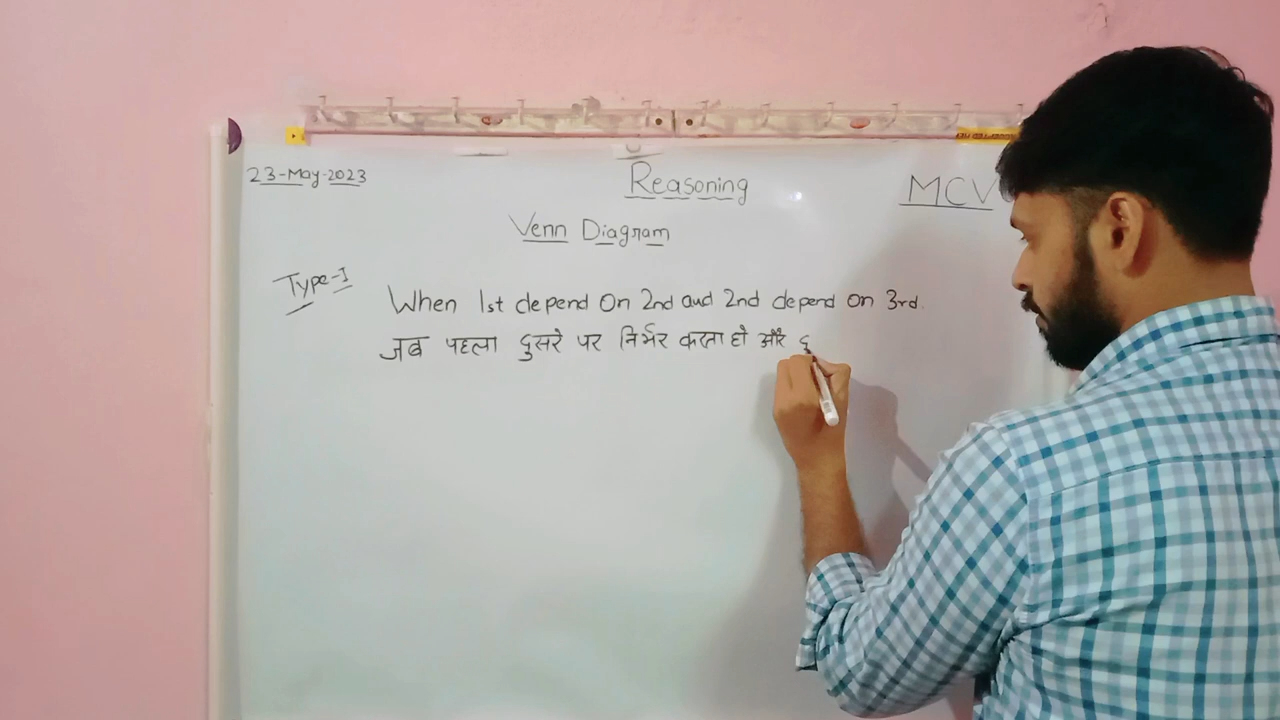 23-May-2023
Reasoning
MCV
Venn Diagram
Type-I
When 1st depend On 2nd and 2nd depend on 3rd.
जब पहला दुसरे पर निर्भर करता हो और दु